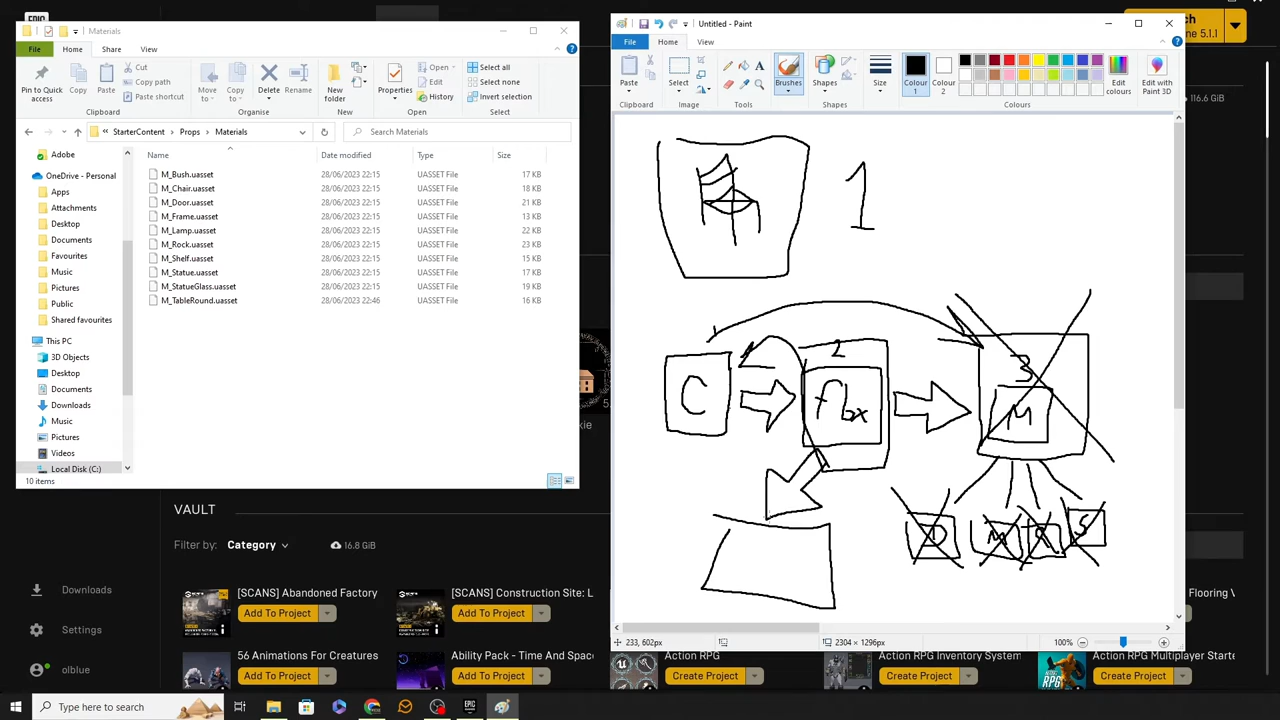 EPIC
Materials
File
Home
Share
View
Pin to Quick access
Copy
Paste
Cut
Copy path
Paste shortcut
Clipboard
Move to
Copy to
Delete
Rename
Organise
New folder
New
Properties
Open
Edit
History
Open
Select all
Select none
Invert selection
Select
StarterContent
Props
Materials
Search Materials
Adobe
OneDrive - Personal
Apps
Attachments
Desktop
Documents
Favourites
Music
Pictures
Public
Shared favourites
This PC
3D Objects
Desktop
Documents
Downloads
Music
Pictures
Videos
Local Disk (C:)
Name
Date modified
Type
Size
M_Bush.uasset 28/06/2023 22:15 UASSET File 17 KB
M_Chair.uasset 28/06/2023 22:15 UASSET File 18 KB
M_Door.uasset 28/06/2023 22:15 UASSET File 21 KB
M_Frame.uasset 28/06/2023 22:15 UASSET File 13 KB
M_Lamp.uasset 28/06/2023 22:15 UASSET File 22 KB
M_Rock.uasset 28/06/2023 22:15 UASSET File 23 KB
M_Shelf.uasset 28/06/2023 22:15 UASSET File 15 KB
M_Statue.uasset 28/06/2023 22:15 UASSET File 17 KB
M_StatueGlass.uasset 28/06/2023 22:15 UASSET File 19 KB
M_TableRound.uasset 28/06/2023 22:46 UASSET File 16 KB
10 items
Untitled - Paint
File
Home
View
Paste
Clipboard
Select
Image
A
Tools
Brushes
Shapes
Shapes
Size
Colour 1
Colour 2
Colours
Edit colours
Edit with Paint 3D
1
C
2
fbx
3
M
D
M
S
233, 602px
2304 × 1296px
100%
ne 5.1.1
116.6 GiB
kie
VAULT
Filter by:
Category
16.8 GiB
Downloads
Settings
olblue
[SCANS] Abandoned Factory
Add To Project
[SCANS] Construction Site: L
Add To Project
56 Animations For Creatures
Add To Project
Ability Pack - Time And Space
Add To Project
Action RPG
Create Project
Action RPG Inventory System
Add To Project
Action RPG Multiplayer Starte
Create Project
Flooring V
Type here to search